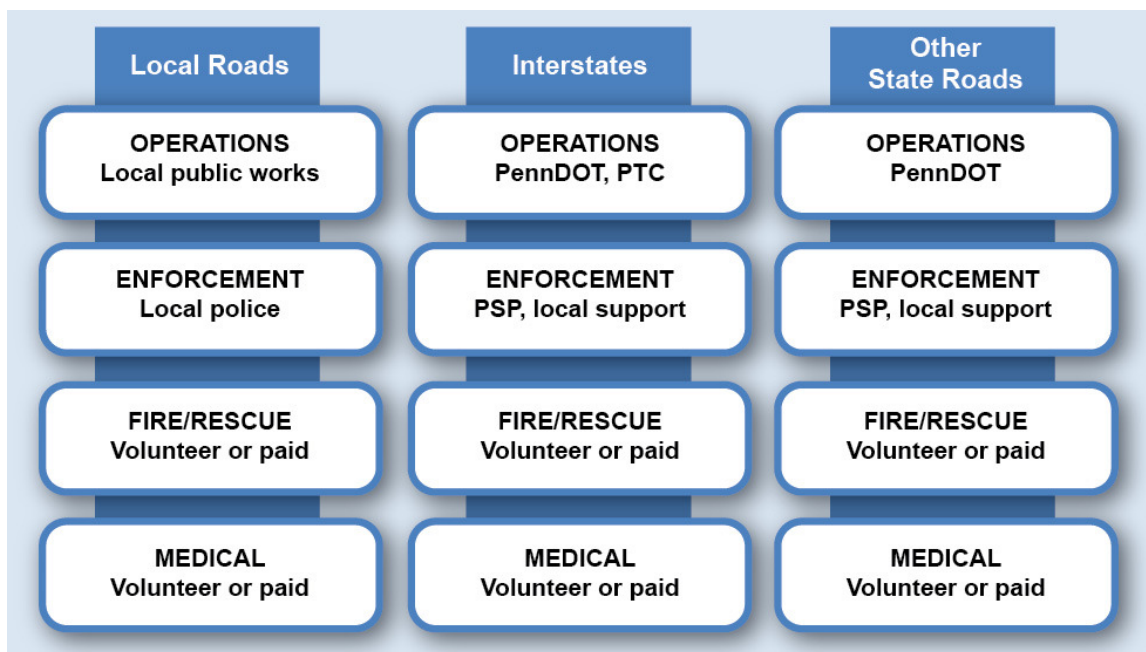 Local Roads
OPERATIONS
Local public works
ENFORCEMENT
Local police
FIRE/RESCUE
Volunteer or paid
MEDICAL
Volunteer or paid
Interstates
OPERATIONS
PennDOT, PTC
ENFORCEMENT
PSP, local support
FIRE/RESCUE
Volunteer or paid
MEDICAL
Volunteer or paid
Other
State Roads
OPERATIONS
PennDOT
ENFORCEMENT
PSP, local support
FIRE/RESCUE
Volunteer or paid
MEDICAL
Volunteer or paid